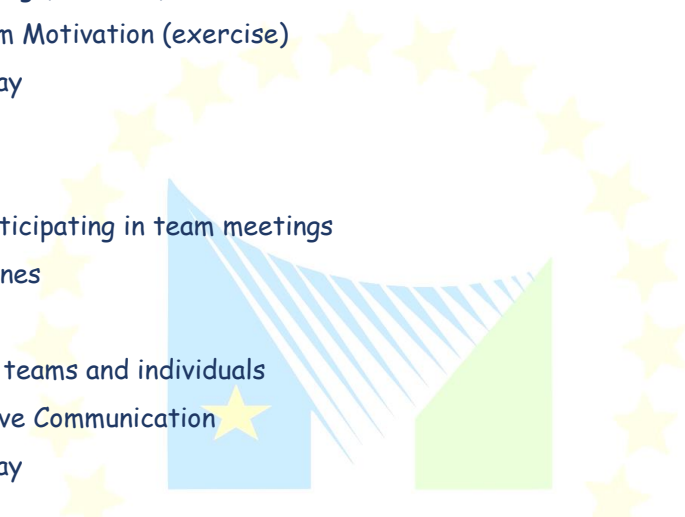 m Motivation (exercise)
ay
ticipating in team meetings
nes
teams and individuals
ve Communication
ay